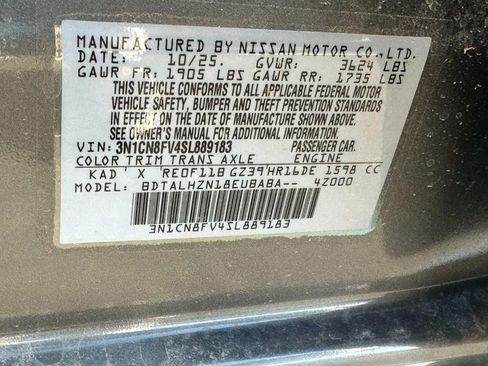 MANUFACTURED BY NISSAN MOTOR CO.,LTD.
DATE: 10/25. GVWR: 3624 LBS
GAWR FR: 1905 LBS GAWR RR: 1735 LBS
THIS VEHICLE CONFORMS TO ALL APPLICABLE FEDERAL MOTOR
VEHICLE SAFETY, BUMPER AND THEFT PREVENTION STANDARDS
IN EFFECT ON THE DATE OF MANUFACTURE SHOWN ABOVE.
SEE OWNER'S MANUAL FOR ADDITIONAL INFORMATION
VIN: 3N1CN8FV4SL889183 PASSENGER CAR
COLOR TRIM TRANS AXLE ENGINE
KAD ' X ' RE0F11B GZ39'HR16DE 1598 CC
MODEL: BDTALHZN18EUBABA-- 4Z000
3N1CN8FV4SL889183